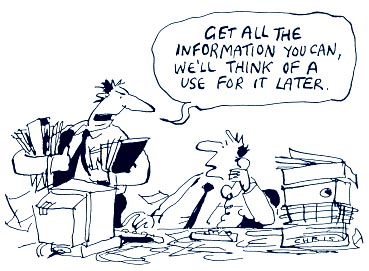 GET ALL THE
INFORMATION YOU CAN,
WE'LL THINK OF A
USE FOR IT LATER.
CHRIS